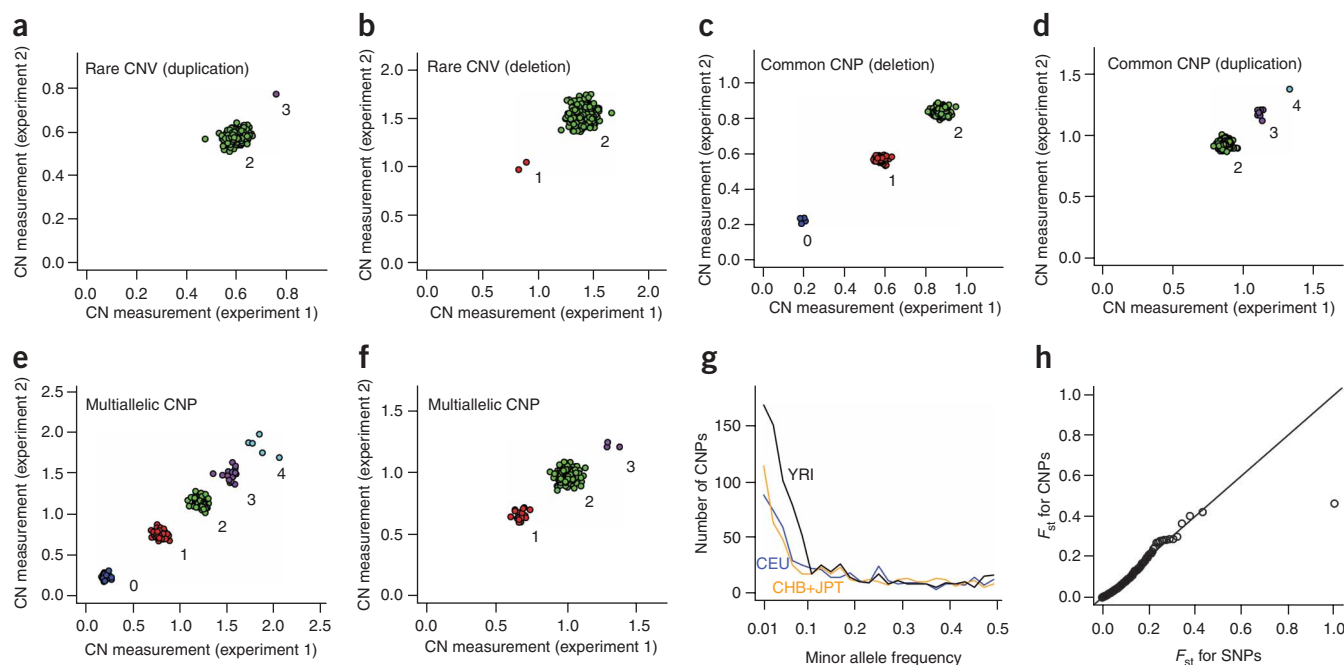 a
CN measurement (experiment 2)
Rare CNV (duplication)
0.8
0.6
0.4
0.2
0.0
3
2
0.0 0.2 0.4 0.6 0.8
CN measurement (experiment 1)
b
CN measurement (experiment 2)
Rare CNV (deletion)
2.0
1.5
1.0
0.5
0.0
2
1
0.0 0.5 1.0 1.5 2.0
CN measurement (experiment 1)
c
CN measurement (experiment 2)
Common CNP (deletion)
1.0
0.8
0.6
0.4
0.2
0.0
2
1
0
0.0 0.2 0.4 0.6 0.8 1.0
CN measurement (experiment 1)
d
CN measurement (experiment 2)
Common CNP (duplication)
1.5
1.0
0.5
0.0
4
3
2
0.0 0.5 1.0 1.5
CN measurement (experiment 1)
e
CN measurement (experiment 2)
Multiallelic CNP
2.5
2.0
1.5
1.0
0.5
0.0
4
3
2
1
0
0.0 0.5 1.0 1.5 2.0 2.5
CN measurement (experiment 1)
f
CN measurement (experiment 2)
Multiallelic CNP
1.5
1.0
0.5
0.0
3
2
1
0.0 0.5 1.0 1.5
CN measurement (experiment 1)
g
Number of CNPs
150
100
50
0
YRI
CEU
CHB+JPT
0.01 0.1 0.2 0.3 0.4 0.5
Minor allele frequency
h
Fst for CNPs
1.0
0.8
0.6
0.4
0.2
0.0
0.0 0.2 0.4 0.6 0.8 1.0
Fst for SNPs